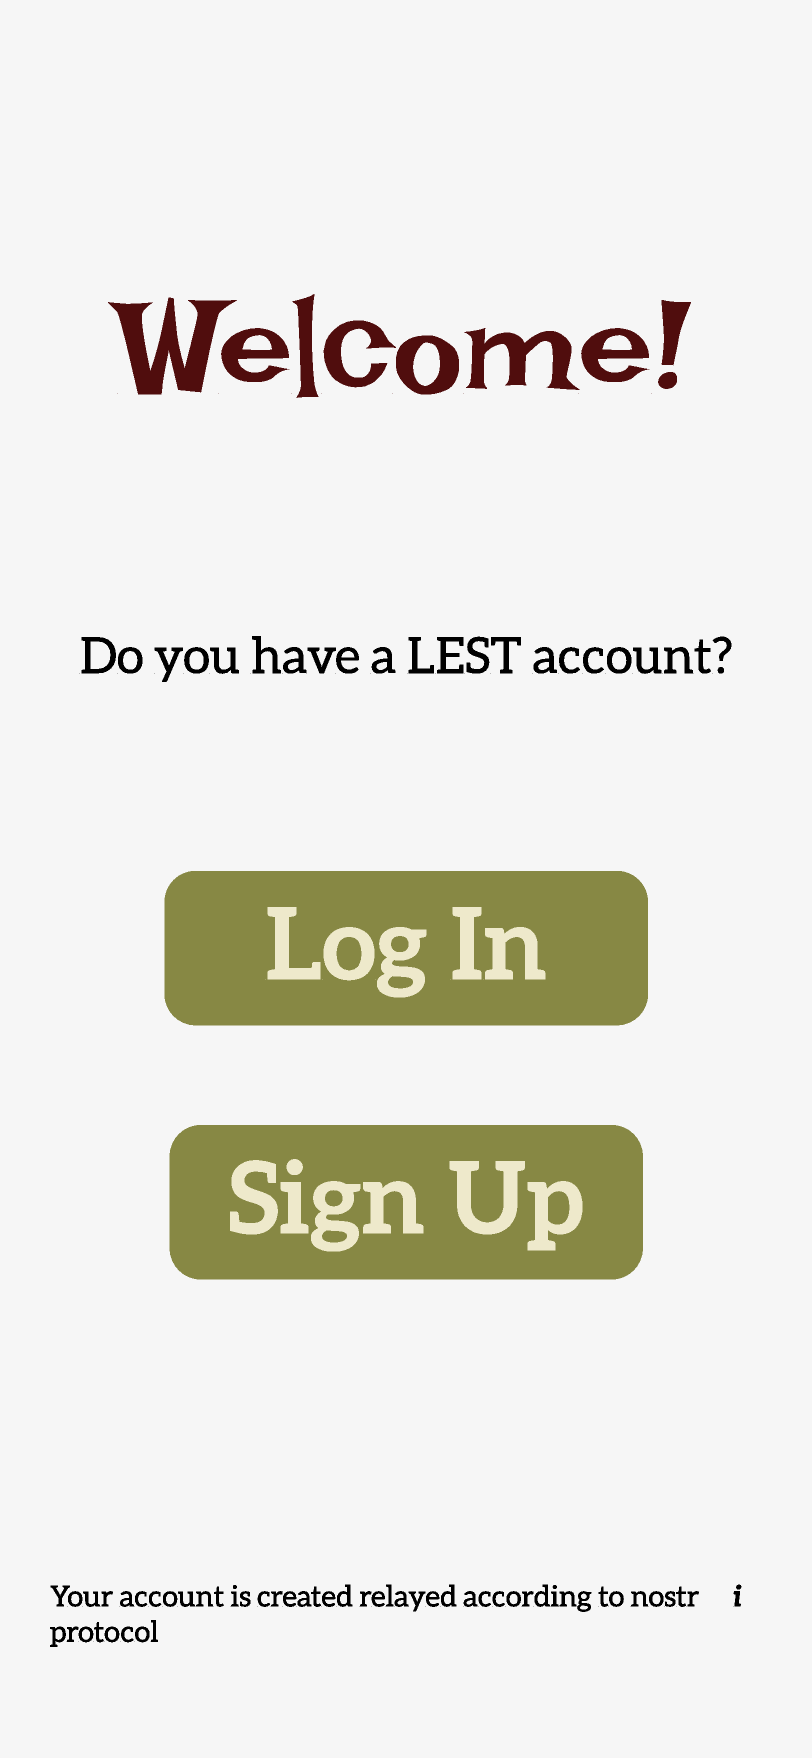 Welcome!
Do you have a LEST account?
Log In
Sign Up
Your account is created relayed according to nostr i
protocol